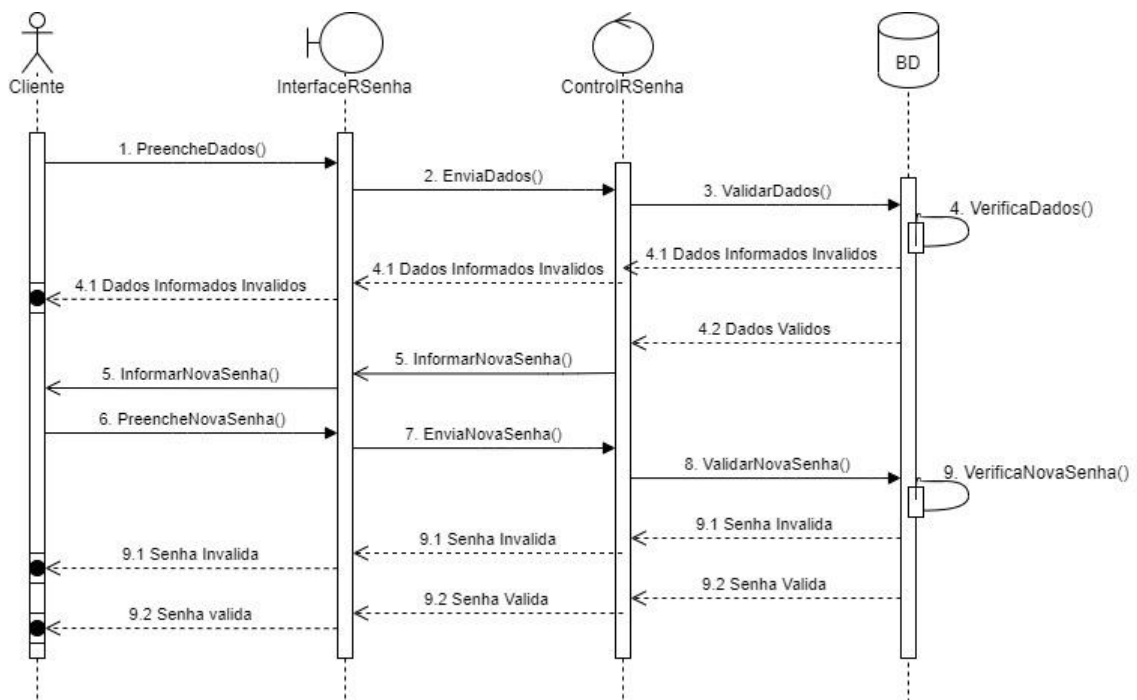 Cliente
InterfaceRSenha
ControlRSenha
BD
1. PreencheDados()
2. EnviaDados()
3. ValidarDados()
4. VerificaDados()
4.1 Dados Informados Invalidos
4.1 Dados Informados Invalidos
4.1 Dados Informados Invalidos
4.2 Dados Validos
5. InformarNovaSenha()
5. InformarNovaSenha()
6. PreencheNovaSenha()
7. EnviaNovaSenha()
8. ValidarNovaSenha()
9. VerificaNovaSenha()
9.1 Senha Invalida
9.1 Senha Invalida
9.1 Senha Invalida
9.2 Senha Valida
9.2 Senha Valida
9.2 Senha valida